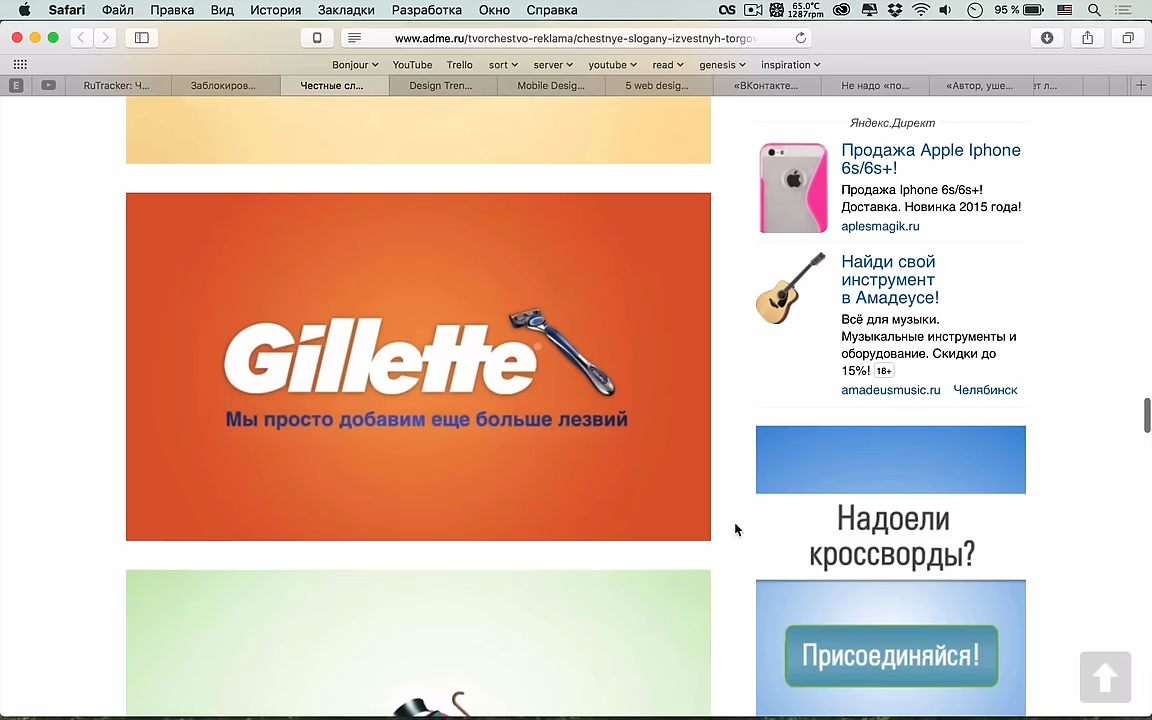 Safari Файл Правка Вид История Закладки Разработка Окно Справка
65.0°C
1287rpm
95 %
www.adme.ru/tvorchestvo-reklama/chestnye-slogany-izvestnyh-torgov
Bonjour YouTube Trello sort server youtube read genesis inspiration
E RuTracker: Ч... Заблокиров... Честные сл... Design Tren... Mobile Desig... 5 web desig... «ВКонтакте... Не надо «по... «Автор, уше...
Яндекс.Директ
Продажа Apple Iphone
6s/6s+!
Продажа Iphone 6s/6s+!
Доставка. Новинка 2015 года!
aplesmagik.ru
Найди свой
инструмент
в Амадеусе!
Всё для музыки.
Музыкальные инструменты и
оборудование. Скидки до
15%! 18+
amadeusmusic.ru Челябинск
Gillette
Мы просто добавим еще больше лезвий
Надоели
кроссворды?
Присоединяйся!